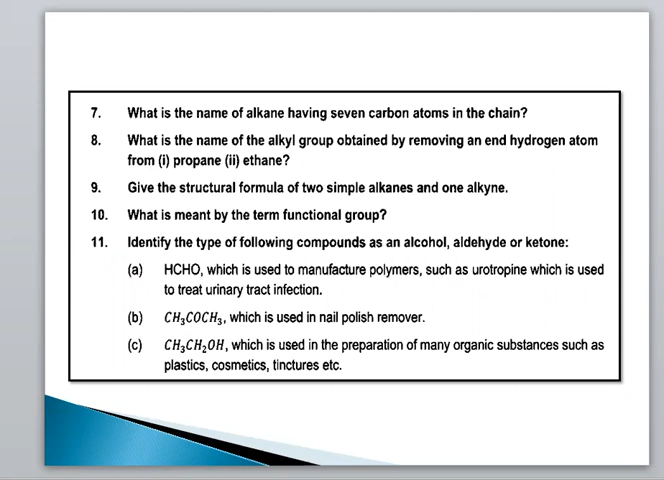 7. What is the name of alkane having seven carbon atoms in the chain?
8. What is the name of the alkyl group obtained by removing an end hydrogen atom
from (i) propane (ii) ethane?
9. Give the structural formula of two simple alkanes and one alkyne.
10. What is meant by the term functional group?
11. Identify the type of following compounds as an alcohol, aldehyde or ketone:
(a) HCHO, which is used to manufacture polymers, such as urotropine which is used
to treat urinary tract infection.
(b) CH₃COCH₃, which is used in nail polish remover.
(c) CH₃CH₂OH, which is used in the preparation of many organic substances such as
plastics, cosmetics, tinctures etc.